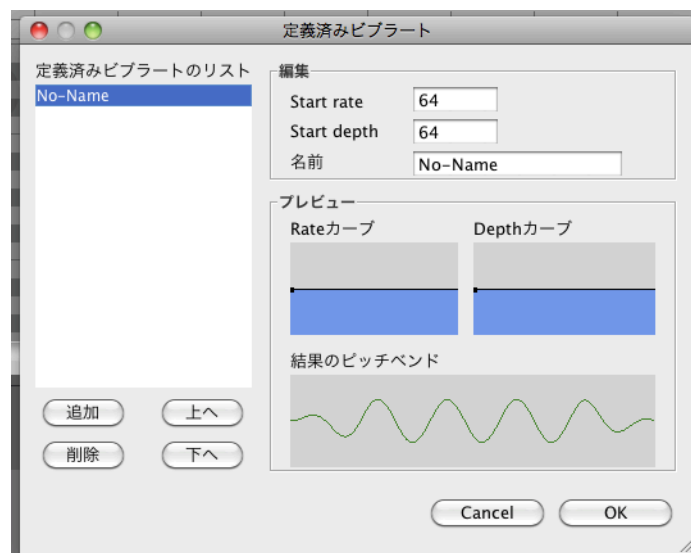 定義済みビブラート
定義済みビブラートのリスト
No-Name
追加
上へ
削除
下へ
編集
Start rate
64
Start depth
64
名前
No-Name
プレビュー
Rateカーブ
Depthカーブ
結果のピッチベンド
Cancel
OK